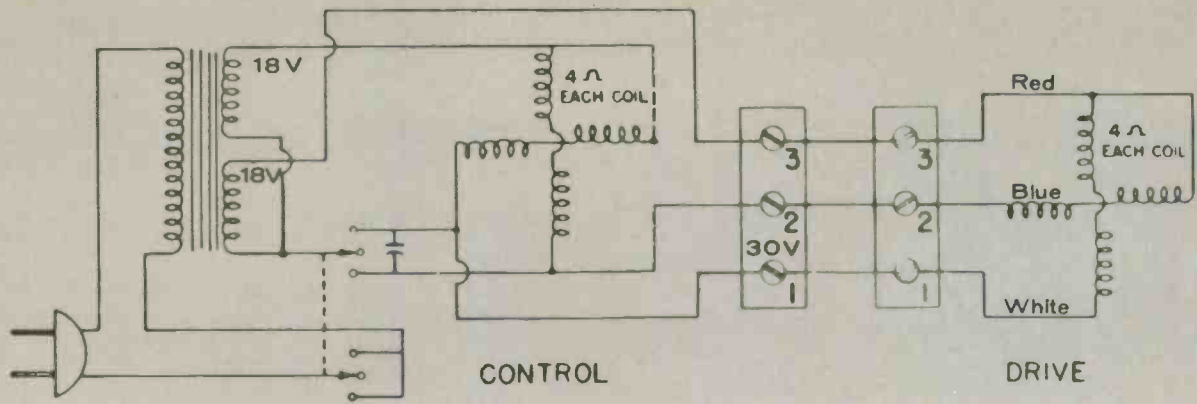 18V
4 Ω
EACH COIL
18V
3
3
2
2
30V
1
1
Red
Blue
White
4 Ω
EACH COIL
CONTROL
DRIVE